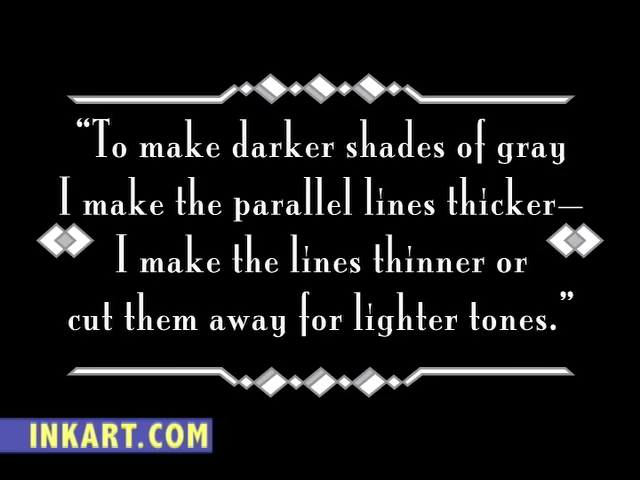 “To make darker shades of gray
I make the parallel lines thicker—
I make the lines thinner or
cut them away for lighter tones.”
INKART.COM